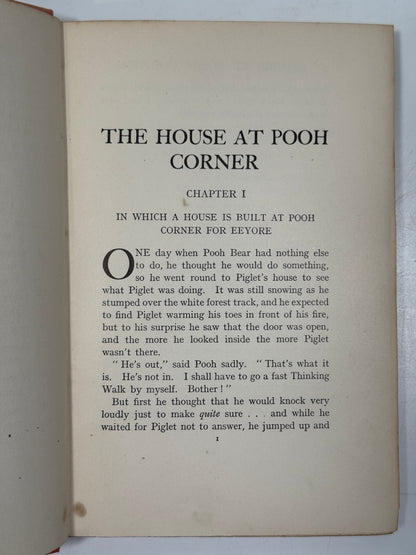 THE HOUSE AT POOH
CORNER
CHAPTER I
IN WHICH A HOUSE IS BUILT AT POOH
CORNER FOR EEYORE
ONE day when Pooh Bear had nothing else
to do, he thought he would do something,
so he went round to Piglet's house to see
what Piglet was doing. It was still snowing as he
stumped over the white forest track, and he expected
to find Piglet warming his toes in front of his fire,
but to his surprise he saw that the door was open,
and the more he looked inside the more Piglet
wasn't there.
" He's out," said Pooh sadly. " That's what it
is. He's not in. I shall have to go a fast Thinking
Walk by myself. Bother ! "
But first he thought that he would knock very
loudly just to make quite sure . . . and while he
waited for Piglet not to answer, he jumped up and
1